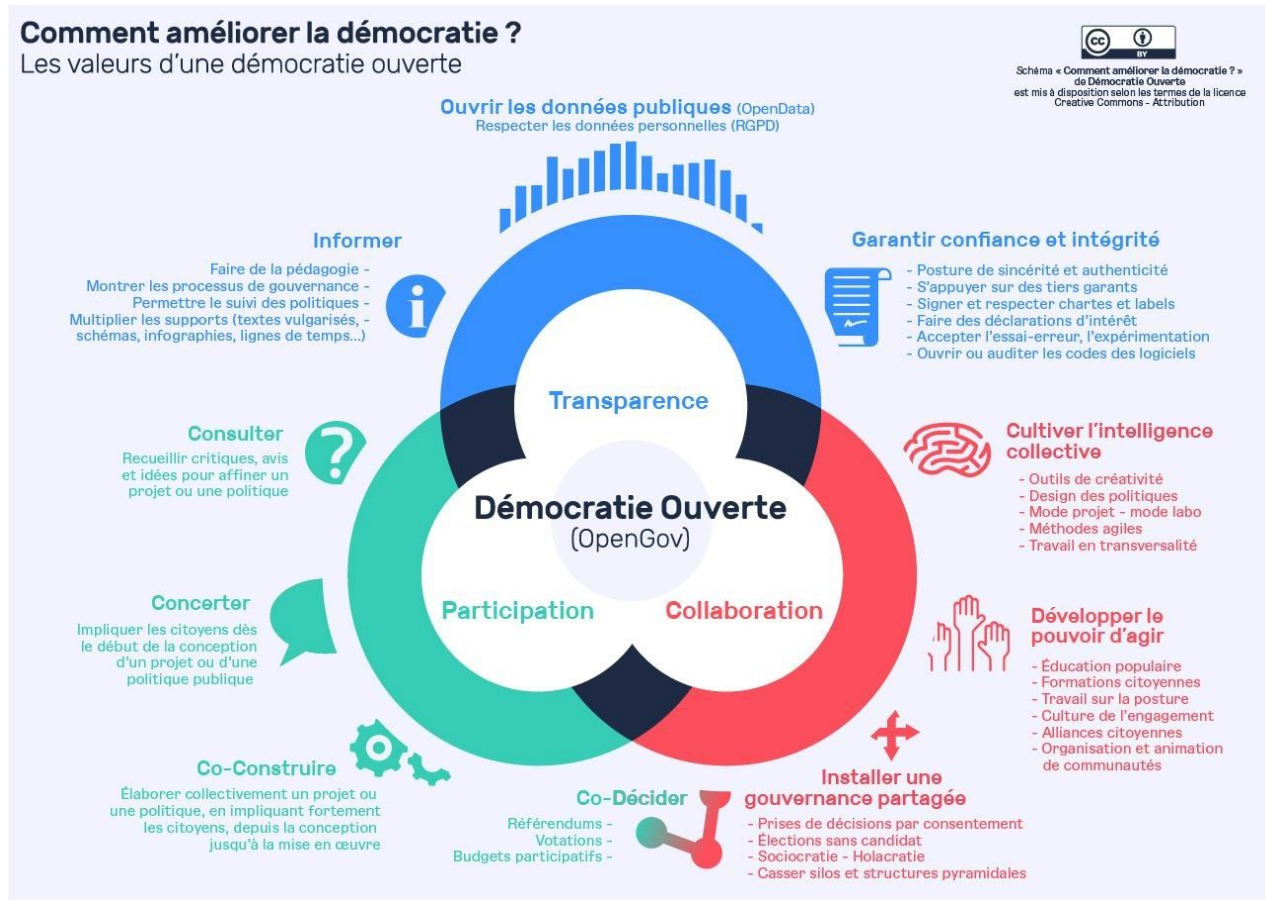 Comment améliorer la démocratie ?
Les valeurs d'une démocratie ouverte
cc
BY
Schéma « Comment améliorer la démocratie ? »
de Démocratie Ouverte
est mis à disposition selon les termes de la licence
Creative Commons - Attribution
Ouvrir les données publiques (OpenData)
Respecter les données personnelles (RGPD)
Informer
Faire de la pédagogie -
Montrer les processus de gouvernance -
Permettre le suivi des politiques -
Multiplier les supports (textes vulgarisés, -
schémas, infographies, lignes de temps...)
i
Garantir confiance et intégrité
- Posture de sincérité et authenticité
- S'appuyer sur des tiers garants
- Signer et respecter chartes et labels
- Faire des déclarations d'intérêt
- Accepter l'essai-erreur, l'expérimentation
- Ouvrir ou auditer les codes des logiciels
Transparence
Consulter
Recueillir critiques, avis
et idées pour affiner un
projet ou une politique
?
Cultiver l'intelligence
collective
- Outils de créativité
- Design des politiques
- Mode projet - mode labo
- Méthodes agiles
- Travail en transversalité
Démocratie Ouverte
(OpenGov)
Participation
Collaboration
Concerter
Impliquer les citoyens dès
le début de la conception
d'un projet ou d'une
politique publique
Développer le
pouvoir d'agir
- Éducation populaire
- Formations citoyennes
- Travail sur la posture
- Culture de l'engagement
- Alliances citoyennes
- Organisation et animation
de communautés
Co-Construire
Élaborer collectivement un projet ou
une politique, en impliquant fortement
les citoyens, depuis la conception
jusqu'à la mise en œuvre
Co-Décider
Référendums -
Votations -
Budgets participatifs -
Installer une
gouvernance partagée
- Prises de décisions par consentement
- Élections sans candidat
- Sociocratie - Holacratie
- Casser silos et structures pyramidales